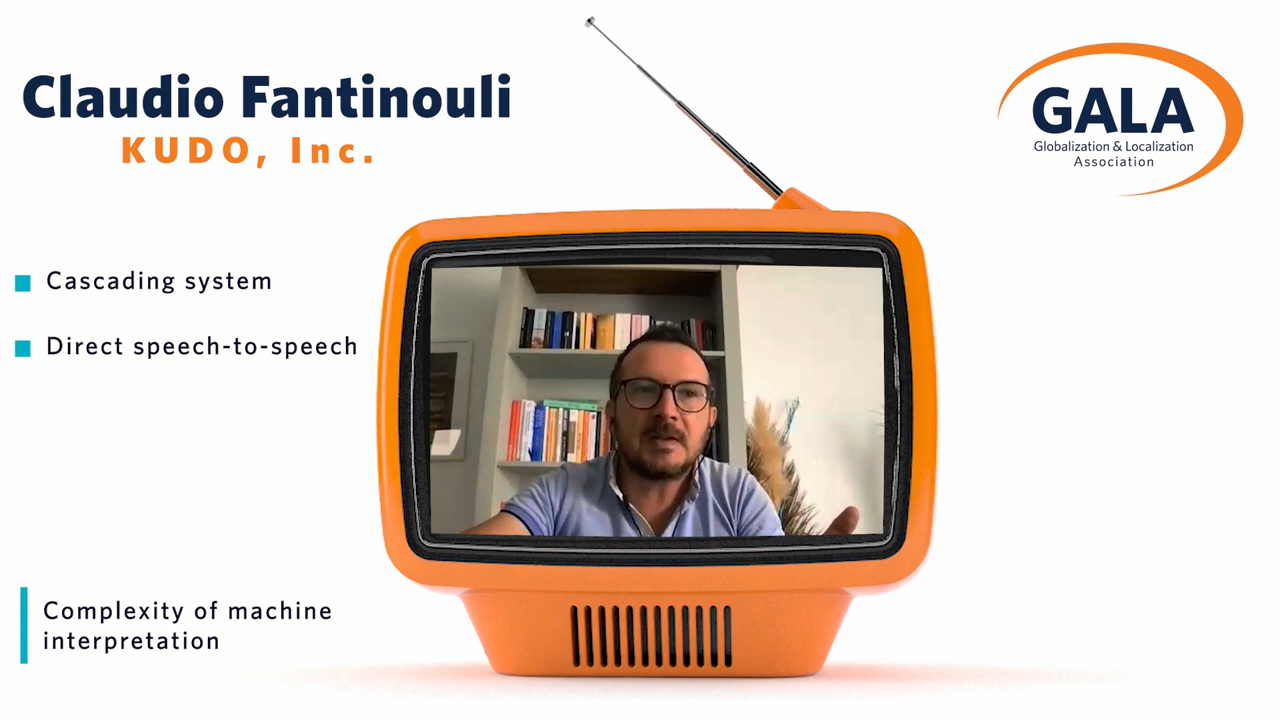 Claudio Fantinouli
KUDO, Inc.
GALA
Globalization & Localization
Association
Cascading system
Direct speech-to-speech
Complexity of machine
interpretation